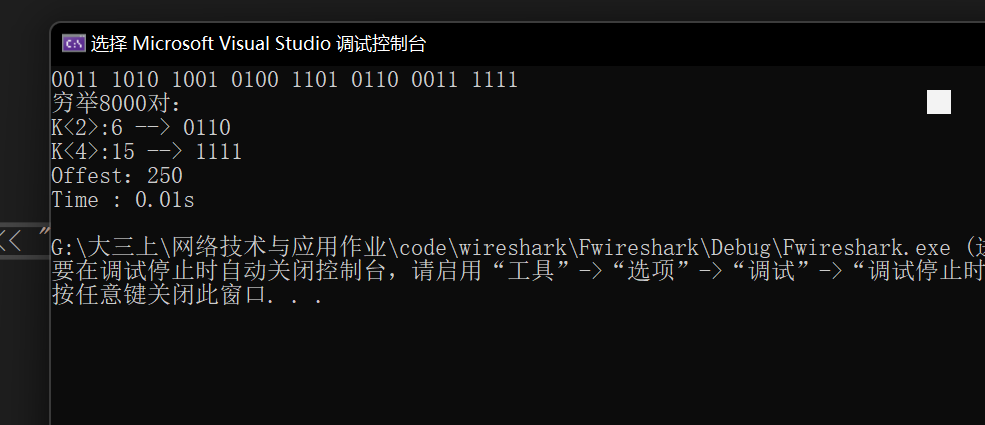 选择 Microsoft Visual Studio 调试控制台
0011 1010 1001 0100 1101 0110 0011 1111
穷举8000对：
K<2>:6 --> 0110
K<4>:15 --> 1111
Offest：250
Time : 0.01s
<< "
G:\大三上\网络技术与应用作业\code\wireshark\Fwireshark\Debug\Fwireshark.exe (
要在调试停止时自动关闭控制台，请启用“工具”->“选项”->“调试”->“调试停止时
按任意键关闭此窗口. . .